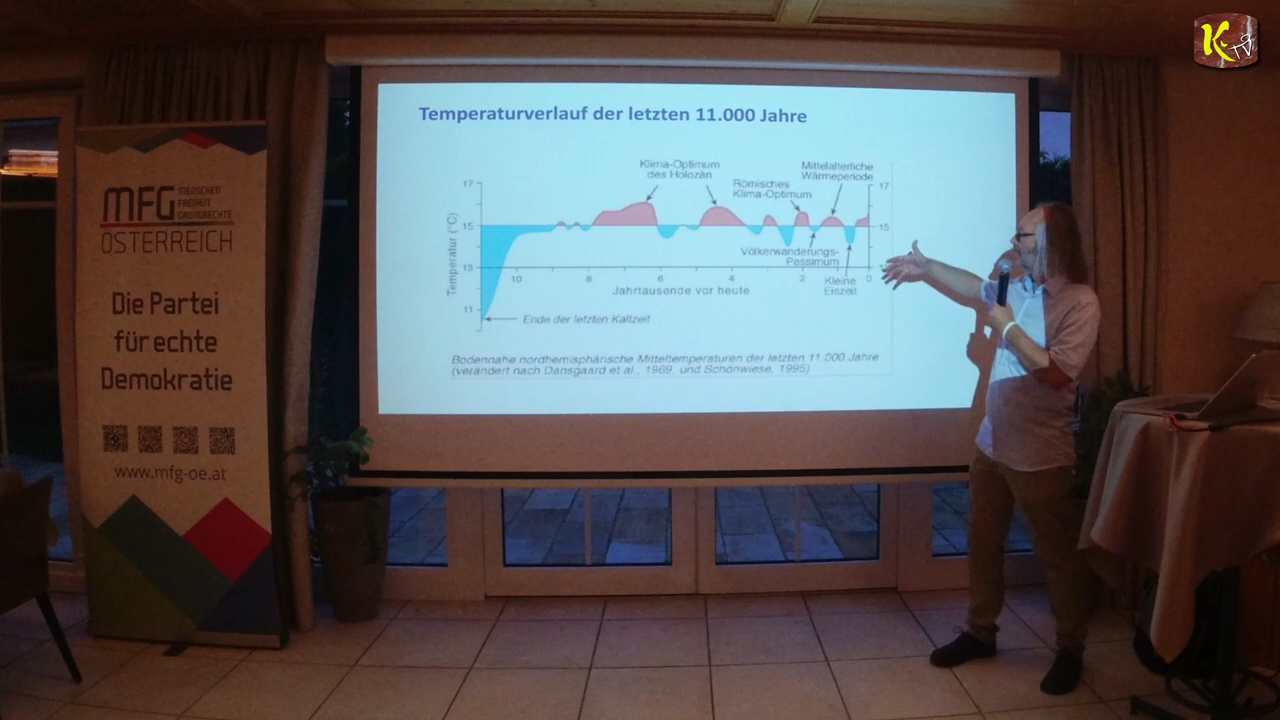 K TV
Temperaturverlauf der letzten 11.000 Jahre
Klima-Optimum
des Holozän
Römisches
Klima-Optimum
Mittelalterliche
Wärmeperiode
17
15
13
11
Temperatur (°C)
17
15
10
8
6
4
2
0
Jahrtausende vor heute
Völkerwanderungs-
Pessimum
Kleine
Eiszeit
Ende der letzten Kaltzeit
Bodennahe nordhemisphärische Mitteltemperaturen der letzten 11 000 Jahre
(verändert nach Dansgaard et al., 1969, und Schönwiese, 1995)
MFG
MENSCHEN
FREIHEIT
GRUNDRECHTE
ÖSTERREICH
Die Partei
für echte
Demokratie
www.mfg-oe.at